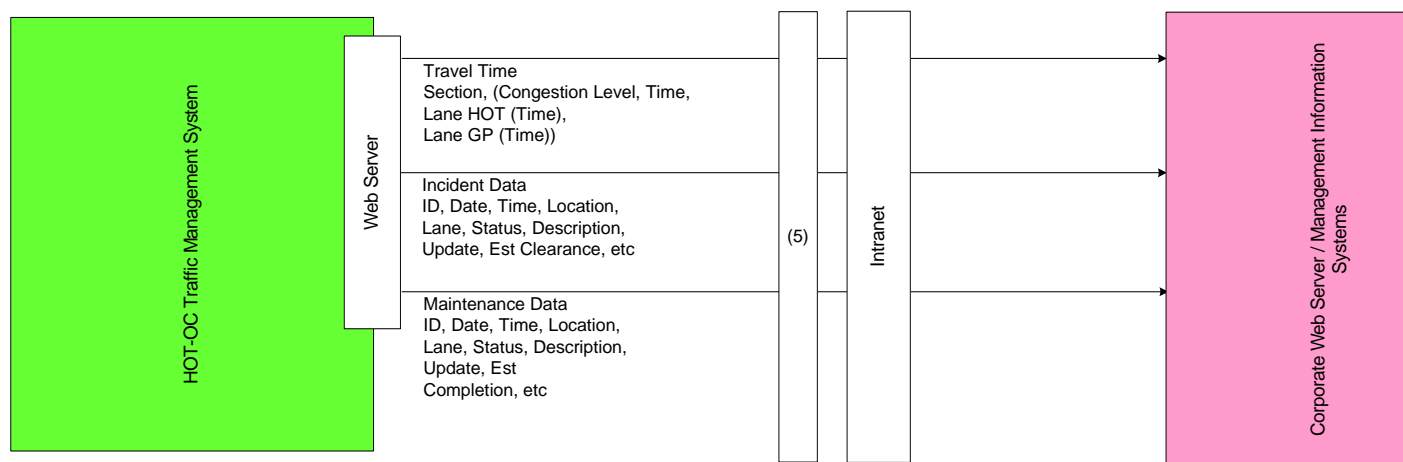 HOT-OC Traffic Management System
Web Server
Travel Time
Section, (Congestion Level, Time,
Lane HOT (Time),
Lane GP (Time))
Incident Data
ID, Date, Time, Location,
Lane, Status, Description,
Update, Est Clearance, etc
Maintenance Data
ID, Date, Time, Location,
Lane, Status, Description,
Update, Est
Completion, etc
(5)
Intranet
Corporate Web Server / Management Information
Systems